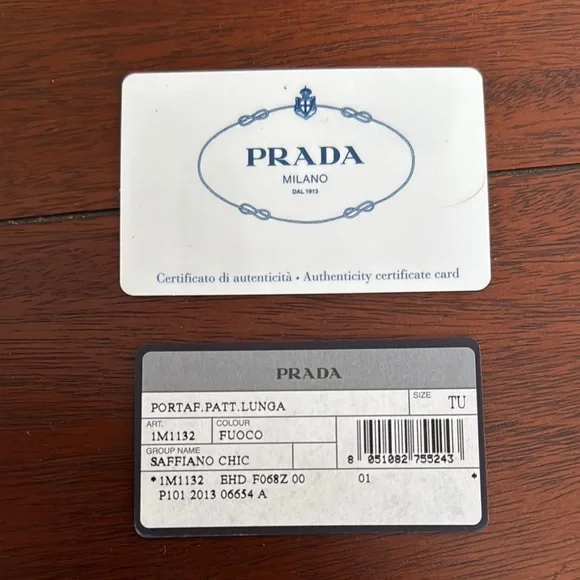 PRADA
MILANO
DAL 1913
Certificato di autenticità • Authenticity certificate card
PRADA
PORTAF.PATT.LUNGA
SIZE
TU
ART.
1M1132
COLOUR
FUOCO
GROUP NAME
SAFFIANO CHIC
8 051082 755243
*1M1132 EHD F068Z 00 01 *
P101 2013 06654 A